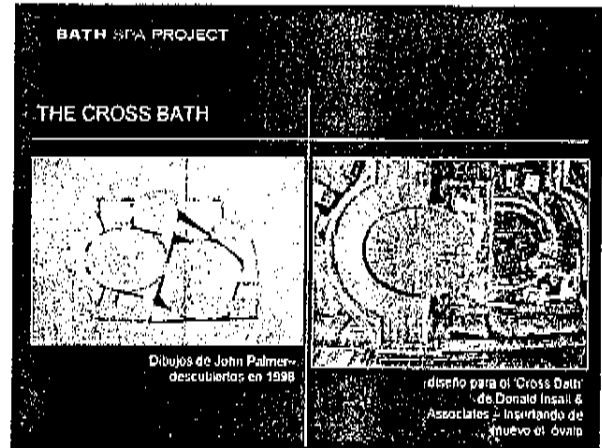 BATH SPA PROJECT
THE CROSS BATH
Dibujos de John Palmer–
descubiertos en 1998
diseño para el 'Cross Bath'
de Donald Insall &
Associates – Insertando de
nuevo el óvalo